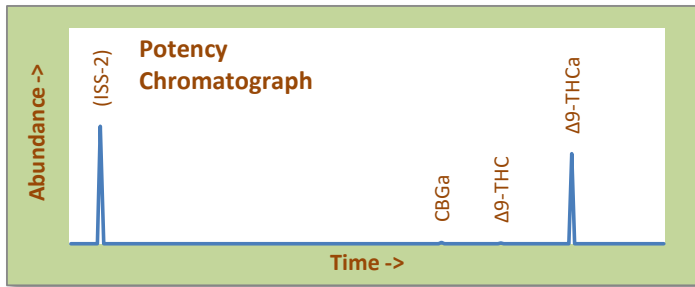 Potency
Chromatograph
Abundance ->
(ISS-2)
CBGa
Δ9-THC
Δ9-THCa
Time ->